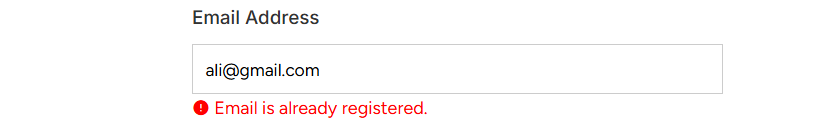 Email Address
ali@gmail.com
Email is already registered.